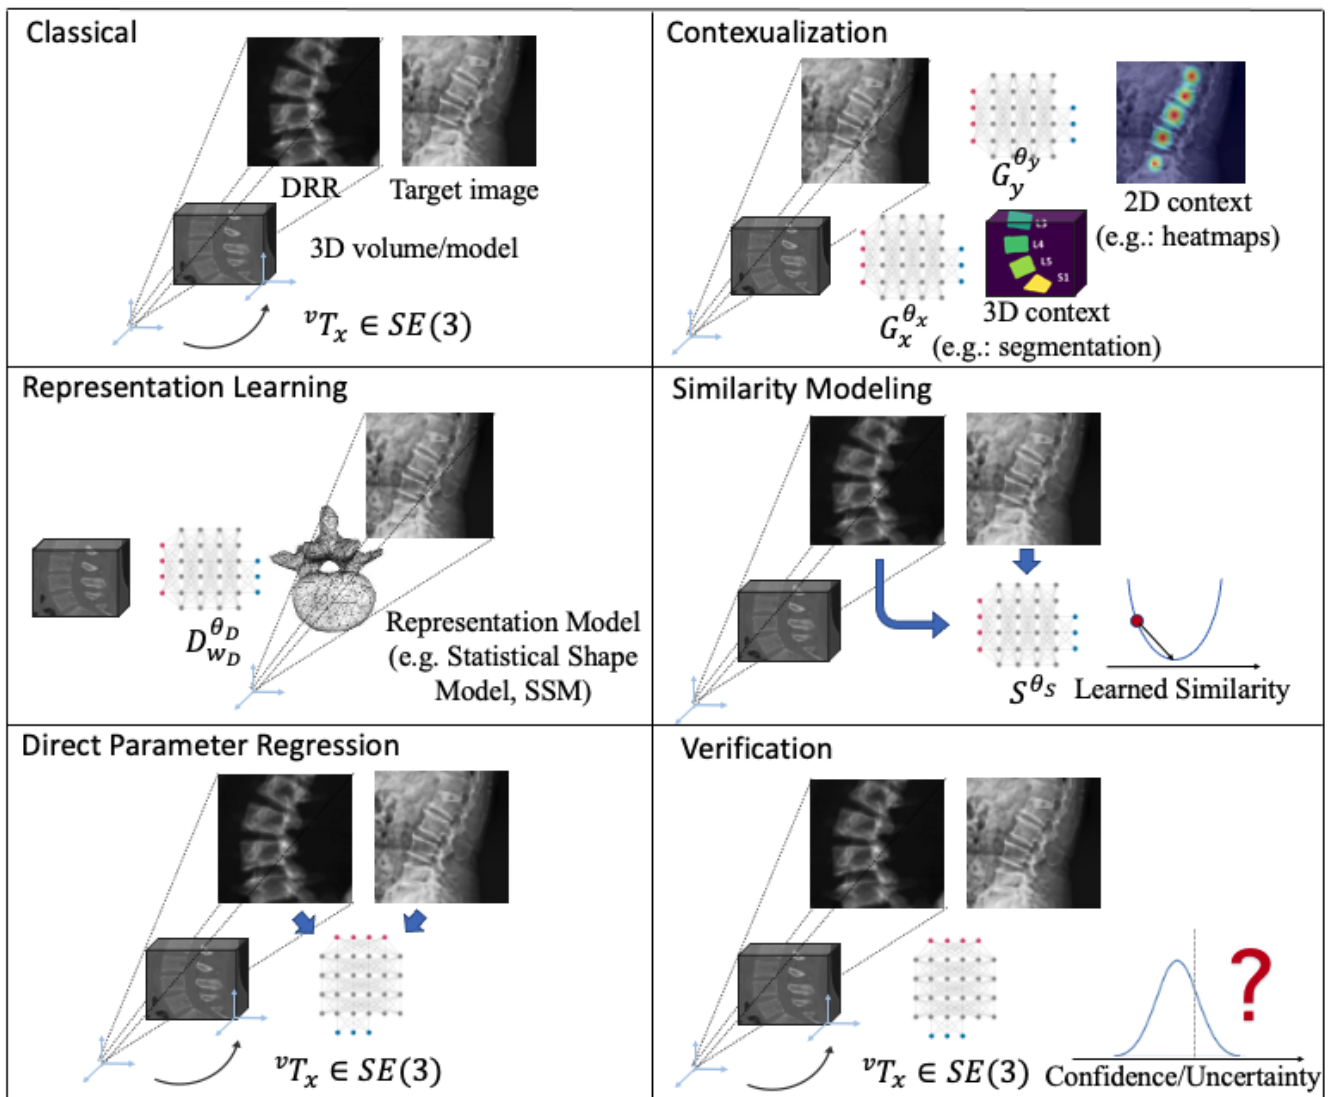 Classical
DRR
Target image
3D volume/model
ᵛTₓ ∈ SE(3)
Contexualization
G_y^{θ_y}
2D context
(e.g.: heatmaps)
L3
L4
L5
S1
G_x^{θ_x}
3D context
(e.g.: segmentation)
Representation Learning
D_{w_D}^{θ_D}
Representation Model
(e.g. Statistical Shape
Model, SSM)
Similarity Modeling
S^{θ_S}
Learned Similarity
Direct Parameter Regression
ᵛTₓ ∈ SE(3)
Verification
?
ᵛTₓ ∈ SE(3)
Confidence/Uncertainty